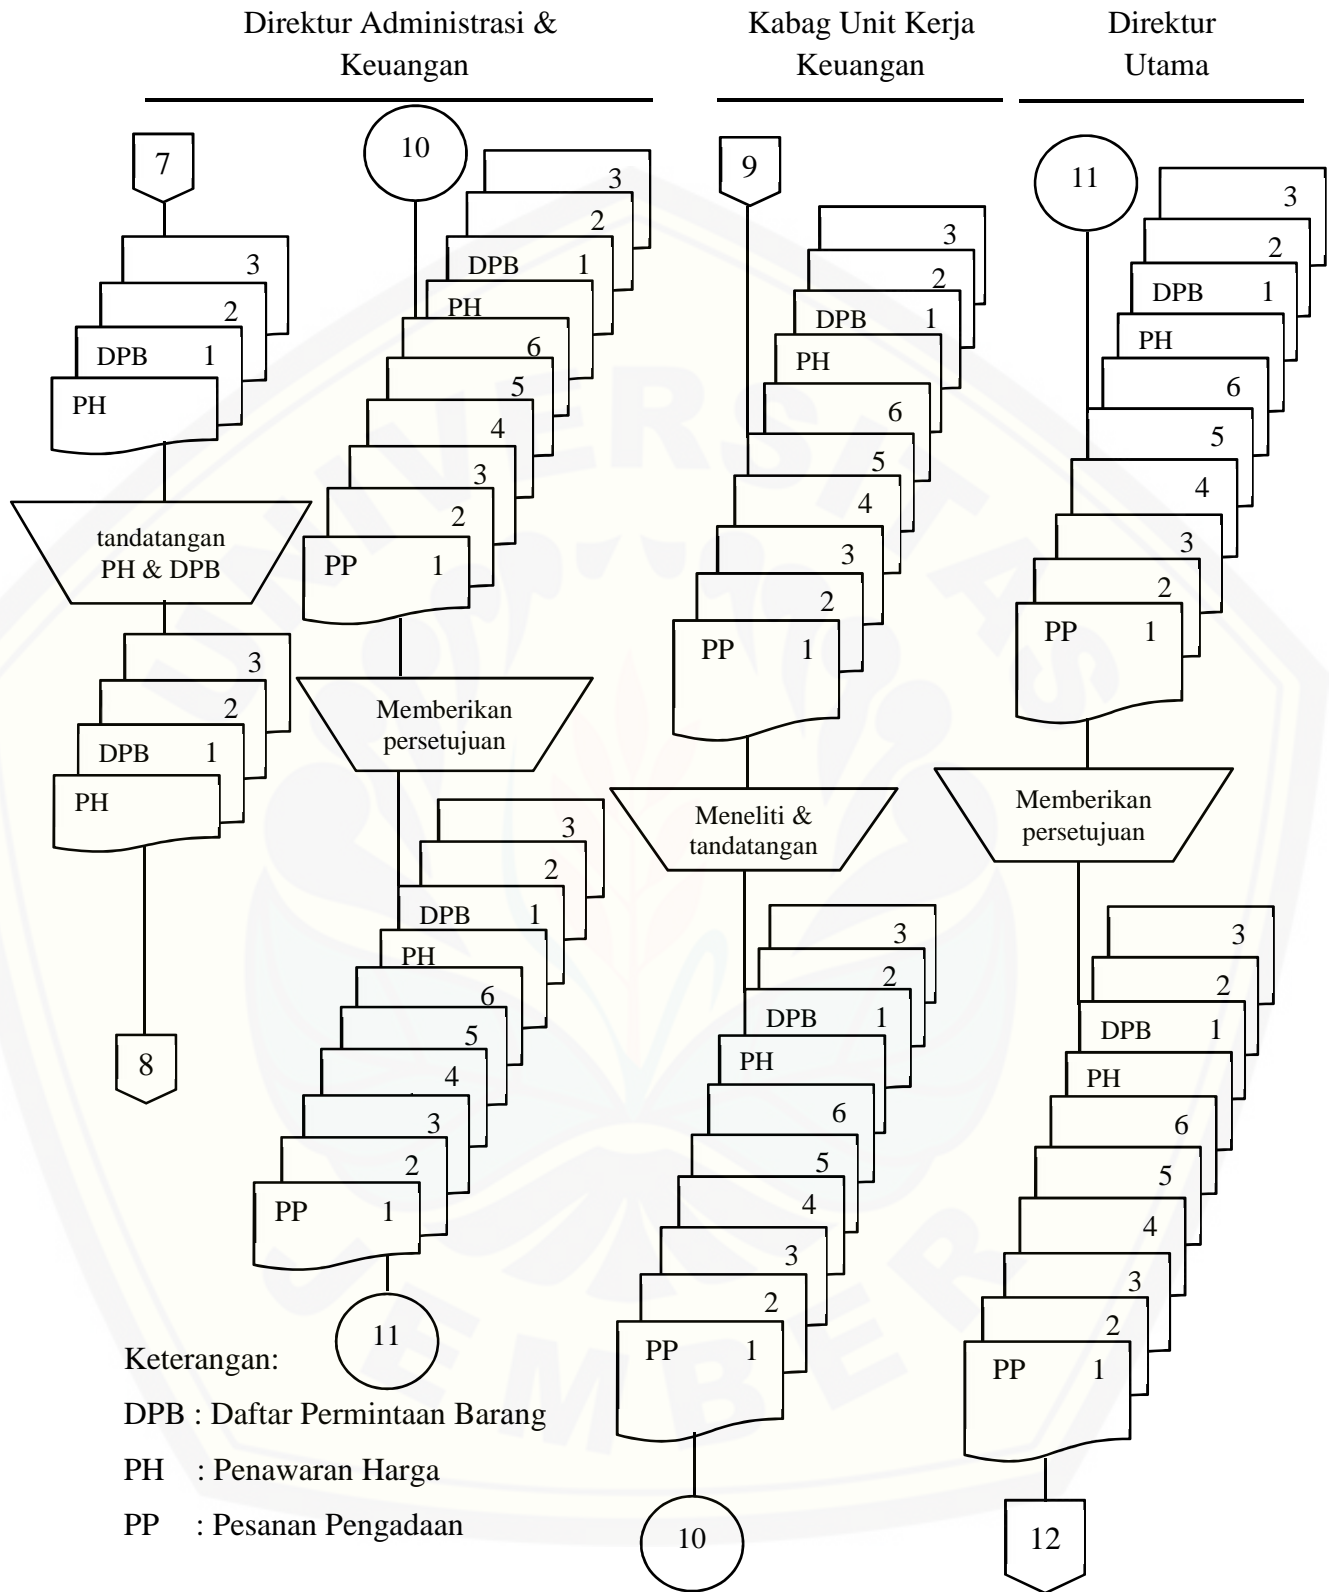 Direktur Administrasi &
Keuangan
Kabag Unit Kerja
Keuangan
Direktur
Utama
7
3
2
DPB 1
PH
tandatangan
PH & DPB
3
2
DPB 1
PH
8
10
3
2
DPB 1
PH
6
5
4
3
2
PP 1
Memberikan
persetujuan
3
2
DPB 1
PH
6
5
4
3
2
PP 1
11
9
3
2
DPB 1
PH
6
5
4
3
2
PP 1
Meneliti &
tandatangan
3
2
DPB 1
PH
6
5
4
3
2
PP 1
10
11
3
2
DPB 1
PH
6
5
4
3
2
PP 1
Memberikan
persetujuan
3
2
DPB 1
PH
6
5
4
3
2
PP 1
12
Keterangan:
DPB : Daftar Permintaan Barang
PH : Penawaran Harga
PP : Pesanan Pengadaan
UNIVERSITAS
JEMBER